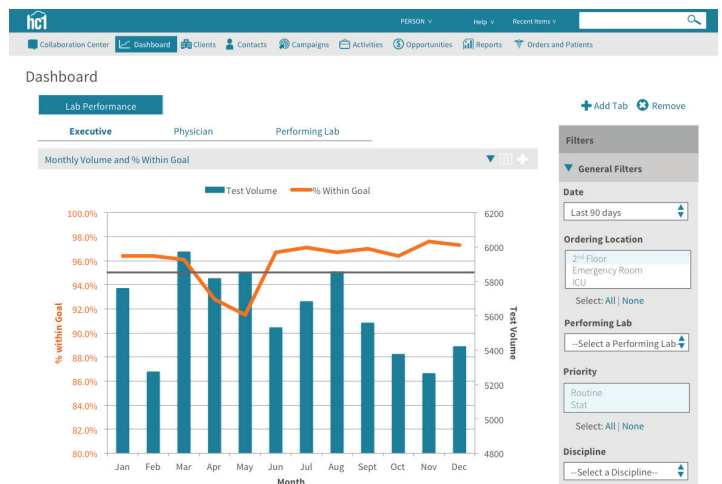 hc1
PERSON ∨ Help ∨ Recent Items ∨
Collaboration Center Dashboard Clients Contacts Campaigns Activities Opportunities Reports Orders and Patients
Dashboard
Lab Performance
Add Tab Remove
Executive Physician Performing Lab
Monthly Volume and % Within Goal
Test Volume % Within Goal
100.0%
98.0%
96.0%
94.0%
92.0%
90.0%
88.0%
86.0%
84.0%
82.0%
80.0%
% within Goal
6200
6000
5800
5600
5400
5200
5000
4800
Test Volume
Jan Feb Mar Apr May Jun Jul Aug Sept Oct Nov Dec
Month
Filters
General Filters
Date
Last 90 days
Ordering Location
2nd Floor
Emergency Room
ICU
Select: All | None
Performing Lab
--Select a Performing Lab-
Priority
Routine
Stat
Select: All | None
Discipline
--Select a Discipline--